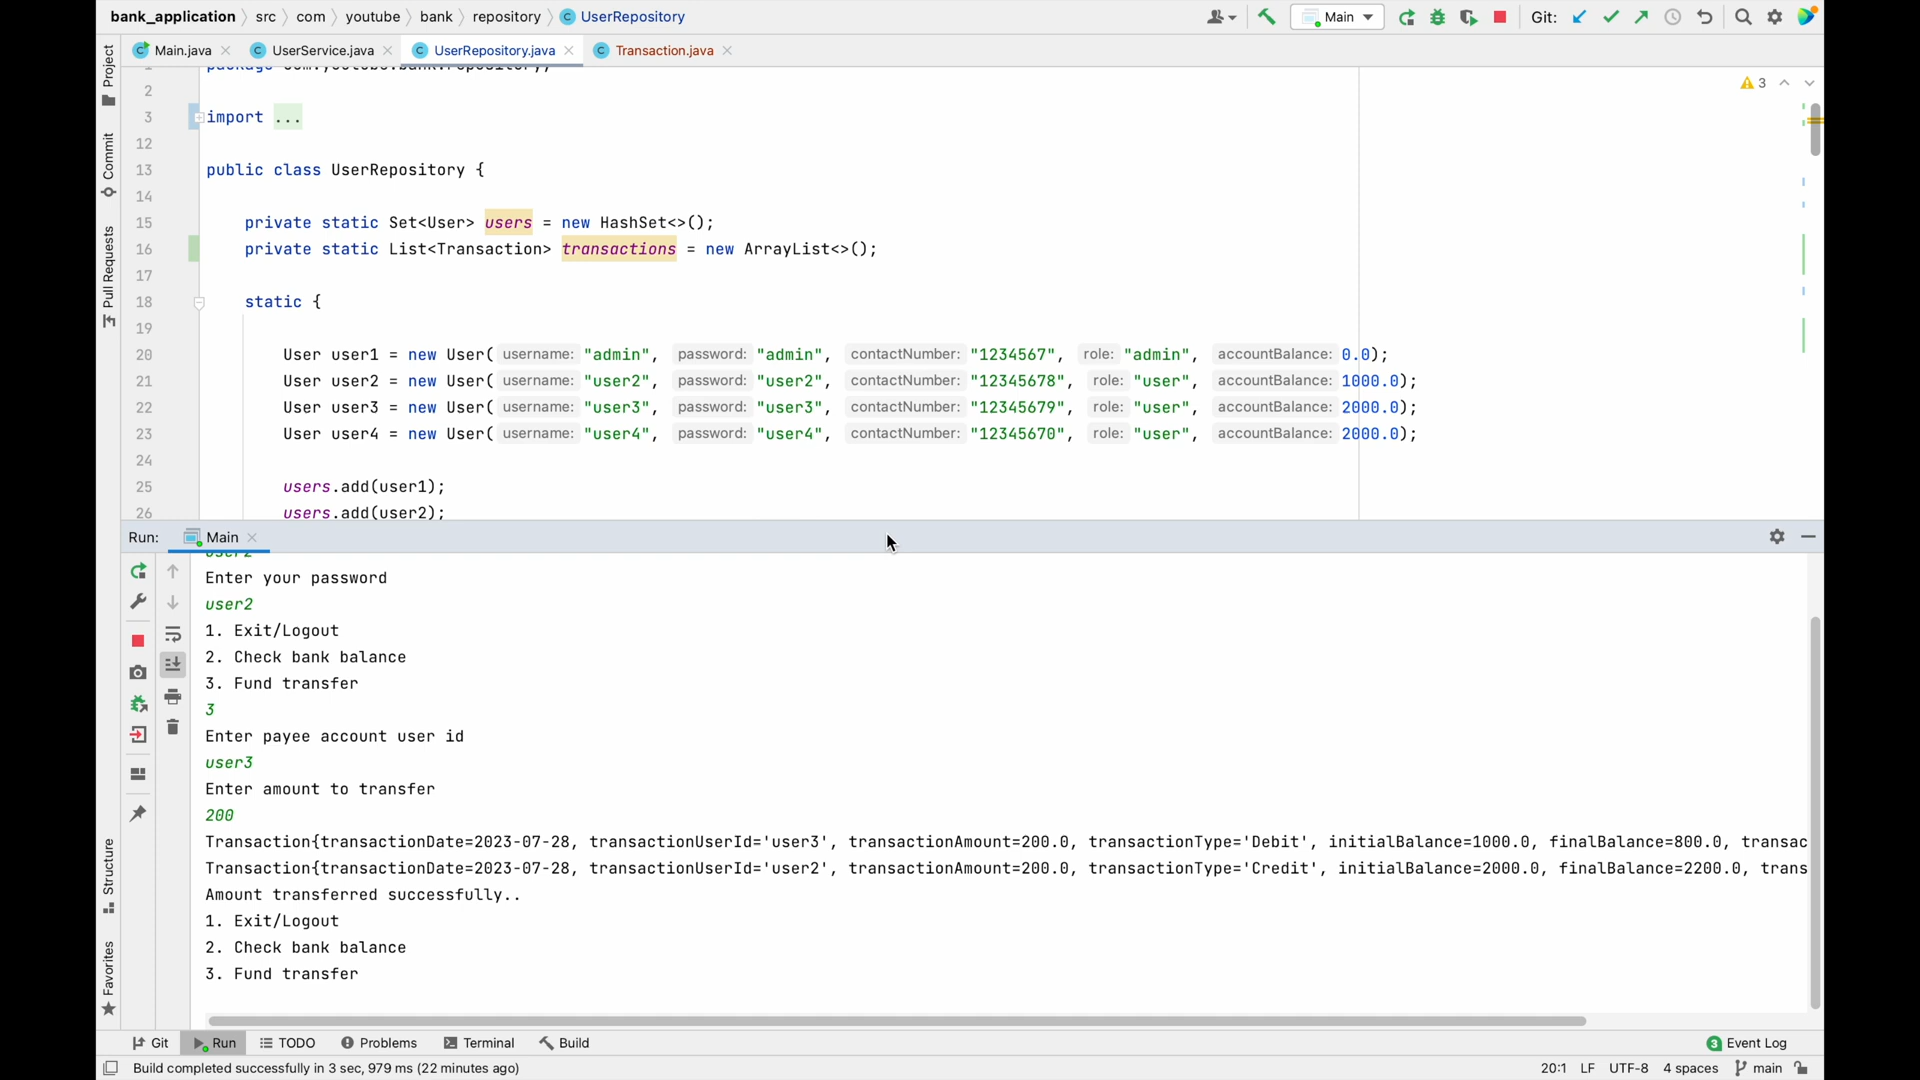 bank_application src com youtube bank repository UserRepository Main Git:
Main.java UserService.java UserRepository.java Transaction.java
Project
Commit
Pull Requests
Structure
Favorites
package com.youtube.bank.repository;
3
2
3 import ...
12
13 public class UserRepository {
14
15 private static Set<User> users = new HashSet<>();
16 private static List<Transaction> transactions = new ArrayList<>();
17
18 static {
19
20 User user1 = new User( username: "admin", password: "admin", contactNumber: "1234567", role: "admin", accountBalance: 0.0);
21 User user2 = new User( username: "user2", password: "user2", contactNumber: "12345678", role: "user", accountBalance: 1000.0);
22 User user3 = new User( username: "user3", password: "user3", contactNumber: "12345679", role: "user", accountBalance: 2000.0);
23 User user4 = new User( username: "user4", password: "user4", contactNumber: "12345670", role: "user", accountBalance: 2000.0);
24
25 users.add(user1);
26 users.add(user2);
Run: Main
user2
Enter your password
user2
1. Exit/Logout
2. Check bank balance
3. Fund transfer
3
Enter payee account user id
user3
Enter amount to transfer
200
Transaction{transactionDate=2023-07-28, transactionUserId='user3', transactionAmount=200.0, transactionType='Debit', initialBalance=1000.0, finalBalance=800.0, transac
Transaction{transactionDate=2023-07-28, transactionUserId='user2', transactionAmount=200.0, transactionType='Credit', initialBalance=2000.0, finalBalance=2200.0, trans
Amount transferred successfully..
1. Exit/Logout
2. Check bank balance
3. Fund transfer
Git Run TODO Problems Terminal Build 3 Event Log
Build completed successfully in 3 sec, 979 ms (22 minutes ago) 20:1 LF UTF-8 4 spaces main